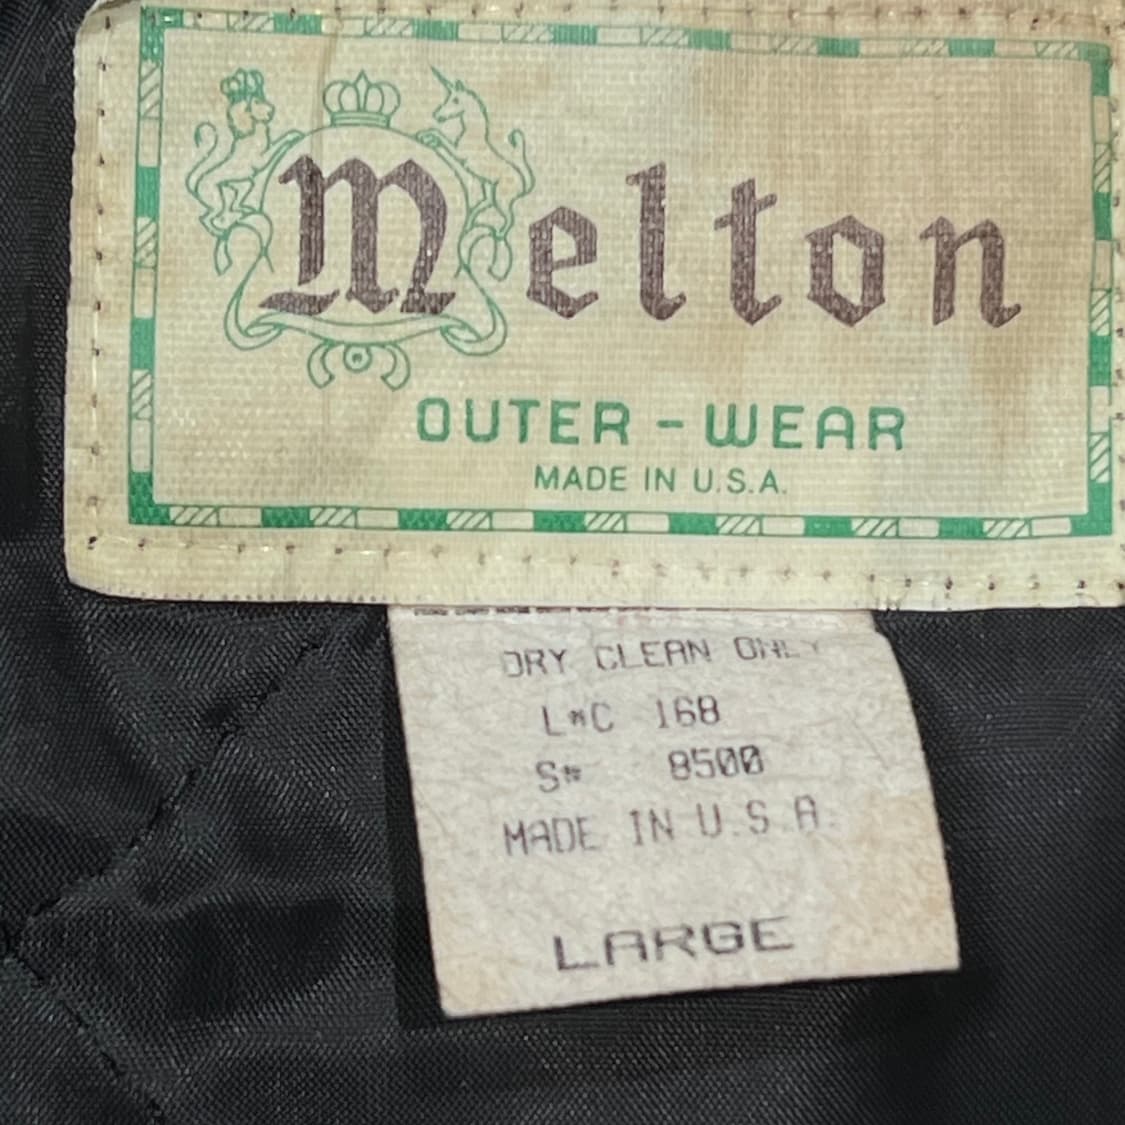 Melton
®
OUTER-WEAR
MADE IN U.S.A.
DRY CLEAN ONLY
L#C 168
S# 8500
MADE IN U.S.A.
LARGE